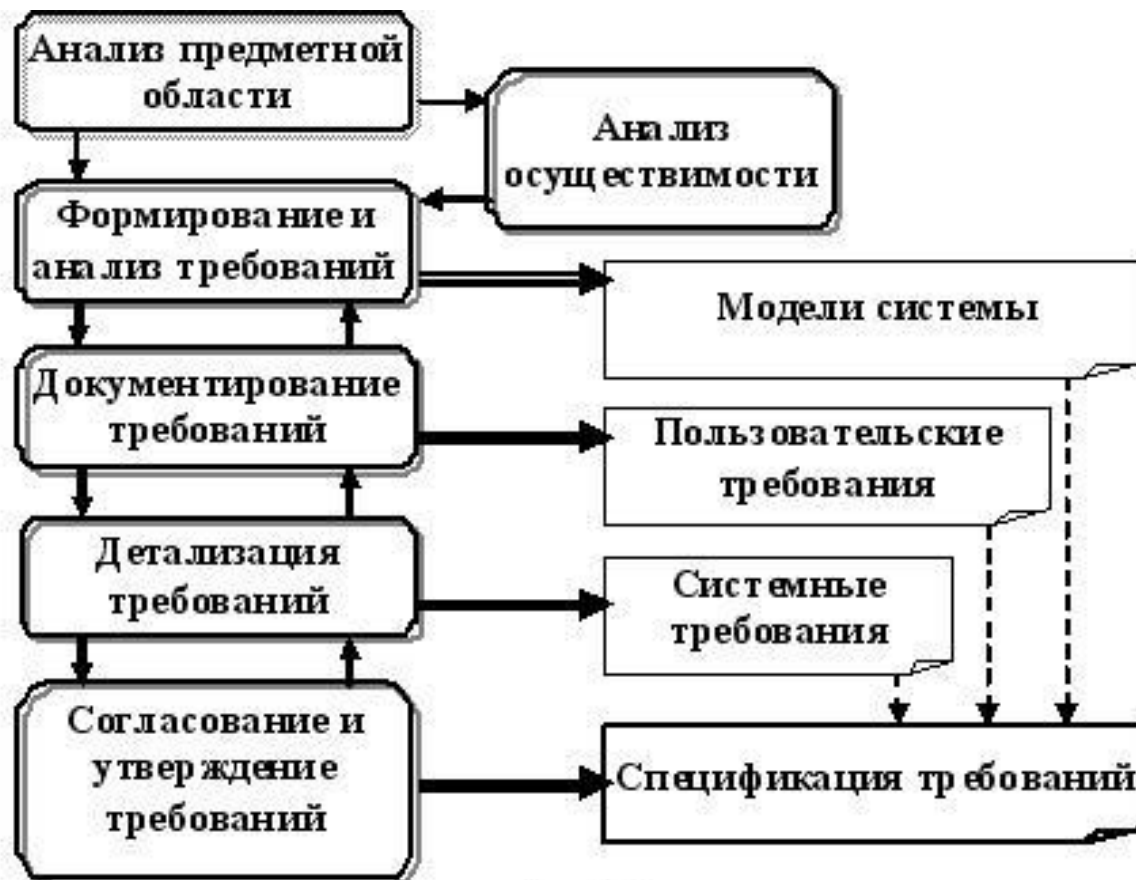 Анализ предметной
области
Анализ
осуществимости
Формирование и
анализ требований
Модели системы
Документирование
требований
Пользовательские
требования
Детализация
требований
Системные
требования
Согласование и
утверждение
требований
Спецификация требований